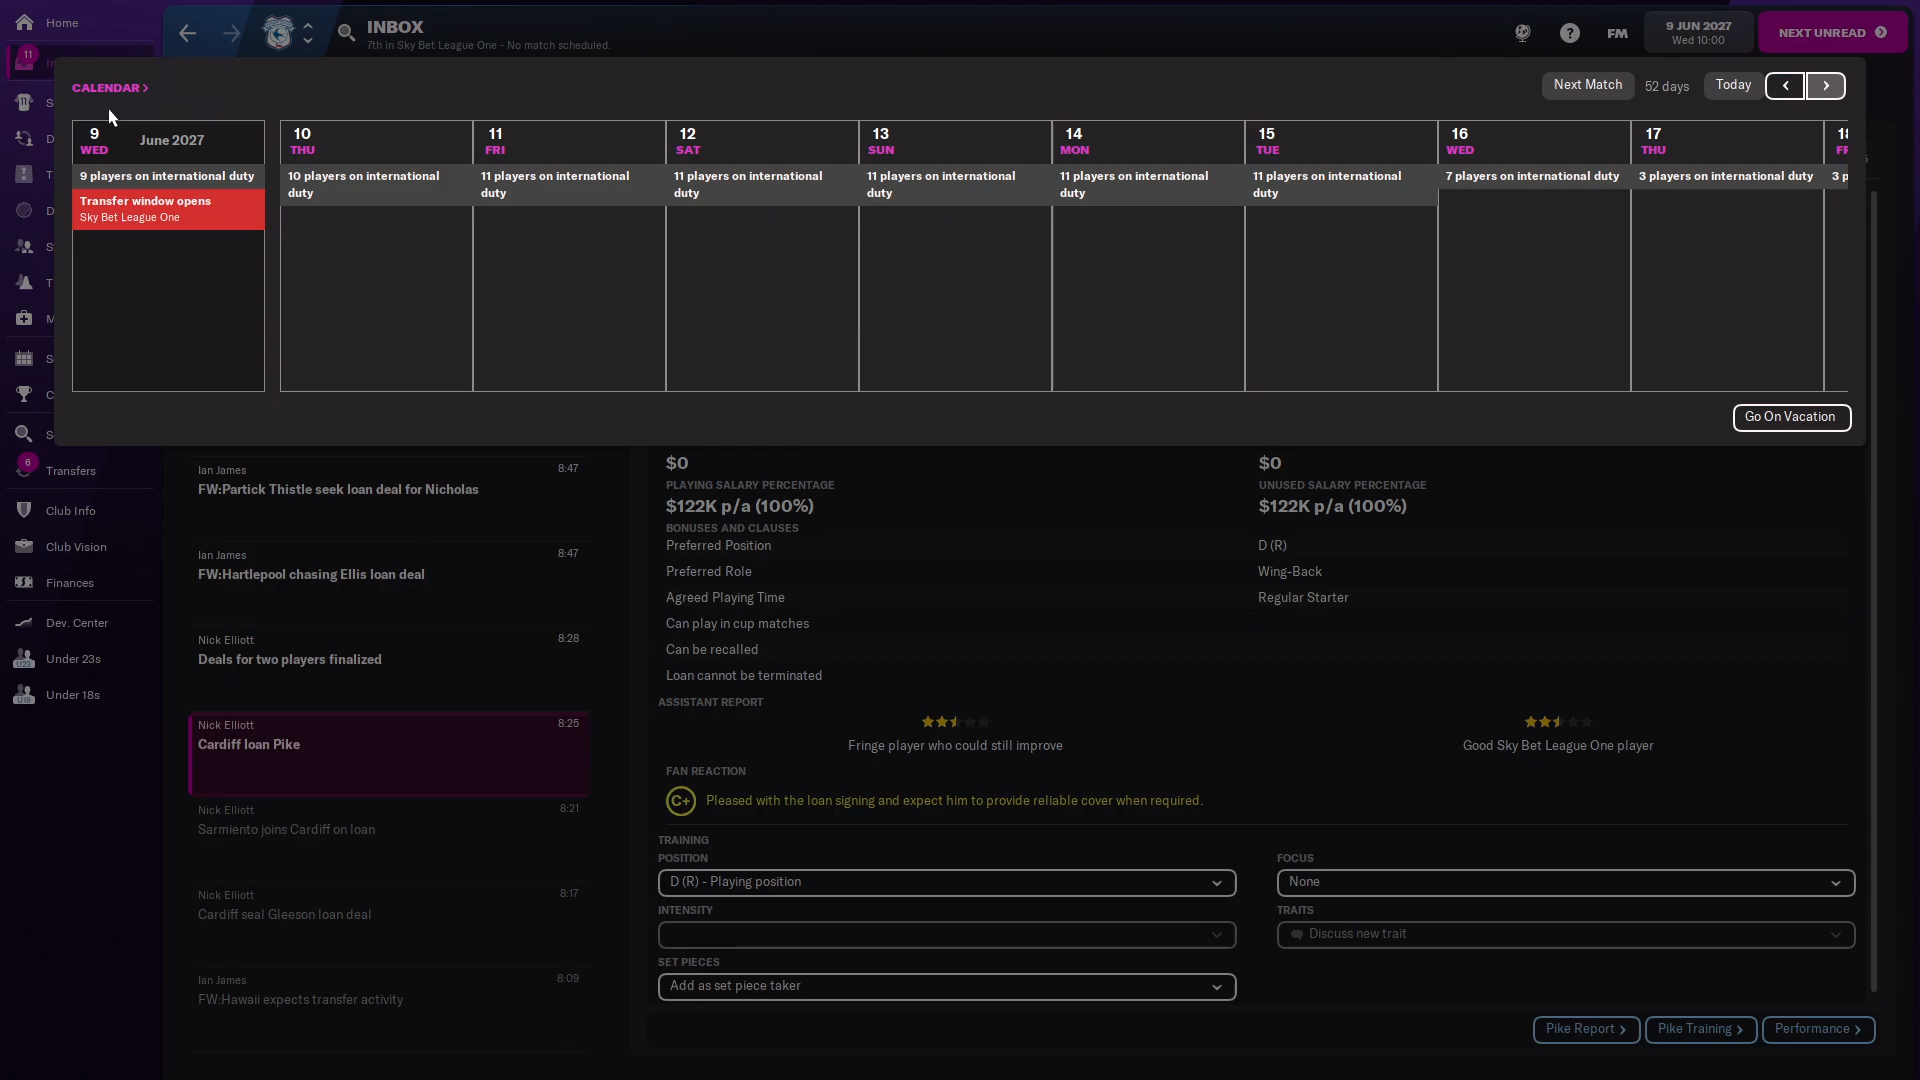 Home
11
INBOX
7th in Sky Bet League One - No match scheduled.
FM
9 JUN 2027
Wed 10:00
NEXT UNREAD
CALENDAR >
Next Match
52 days
Today
9
WED
June 2027
10
THU
11
FRI
12
SAT
13
SUN
14
MON
15
TUE
16
WED
17
THU
9 players on international duty
10 players on international
duty
11 players on international
duty
11 players on international
duty
11 players on international
duty
11 players on international
duty
11 players on international
duty
7 players on international duty
3 players on international duty
3 p
Transfer window opens
Sky Bet League One
Go On Vacation
6
Transfers
Club Info
Club Vision
Finances
Dev. Center
U23
Under 23s
U18
Under 18s
Ian James
8:47
FW:Partick Thistle seek loan deal for Nicholas
Ian James
8:47
FW:Hartlepool chasing Ellis loan deal
Nick Elliott
8:28
Deals for two players finalized
Nick Elliott
8:25
Cardiff loan Pike
Nick Elliott
8:21
Sarmiento joins Cardiff on loan
Nick Elliott
8:17
Cardiff seal Gleeson loan deal
Ian James
8:09
FW:Hawaii expects transfer activity
$0
$0
PLAYING SALARY PERCENTAGE
UNUSED SALARY PERCENTAGE
$122K p/a (100%)
$122K p/a (100%)
BONUSES AND CLAUSES
Preferred Position
D (R)
Preferred Role
Wing-Back
Agreed Playing Time
Regular Starter
Can play in cup matches
Can be recalled
Loan cannot be terminated
ASSISTANT REPORT
Fringe player who could still improve
Good Sky Bet League One player
FAN REACTION
C+
Pleased with the loan signing and expect him to provide reliable cover when required.
TRAINING
POSITION
FOCUS
D (R) - Playing position
None
INTENSITY
TRAITS
Discuss new trait
SET PIECES
Add as set piece taker
Pike Report >
Pike Training >
Performance >